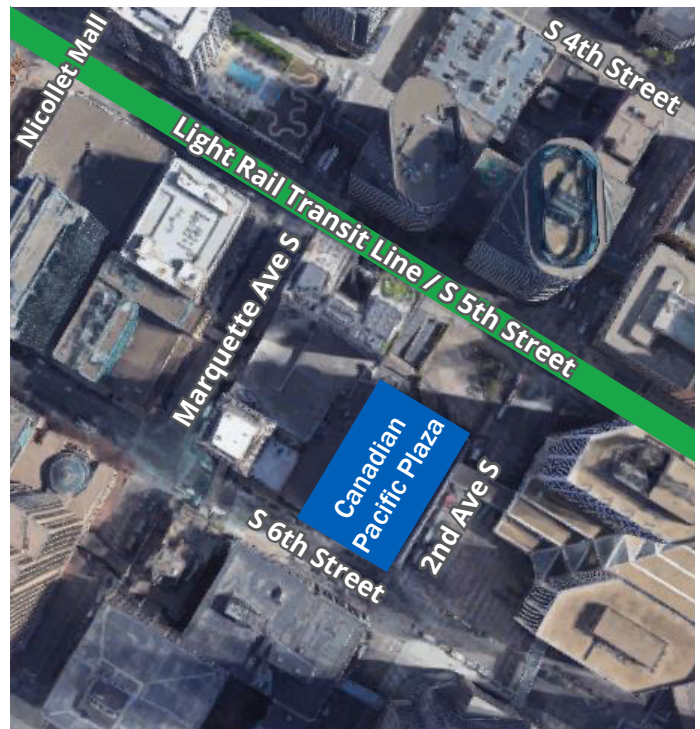 S 4th Street
Nicollet Mall
Light Rail Transit Line / S 5th Street
Marquette Ave S
Canadian
Pacific Plaza
2nd Ave S
S 6th Street